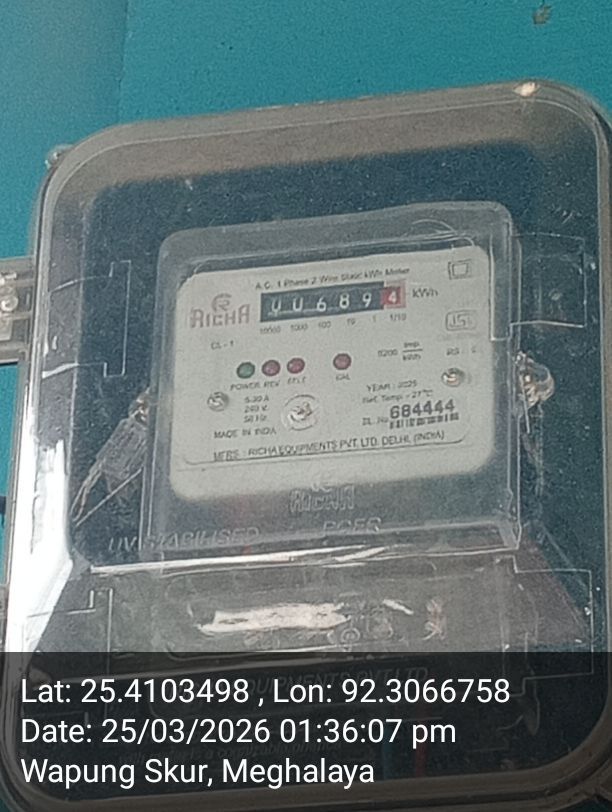 A.C. 1 Phase 2 Wire Static kWh Meter
RICHA
006894 kWh
10000 1000 100 10 1 1/10
CL - 1
3200 imp/kWh
POWER REV CAL
YEAR : 2025
Ref. Temp. : 27°C
5-30 A
240 V
50 Hz
SL. No. 684444
MADE IN INDIA
MFRS : RICHA EQUIPMENTS PVT. LTD. DELHI, (INDIA)
RICHA
UV STABILISED
Lat: 25.4103498 , Lon: 92.3066758
Date: 25/03/2026 01:36:07 pm
Wapung Skur, Meghalaya